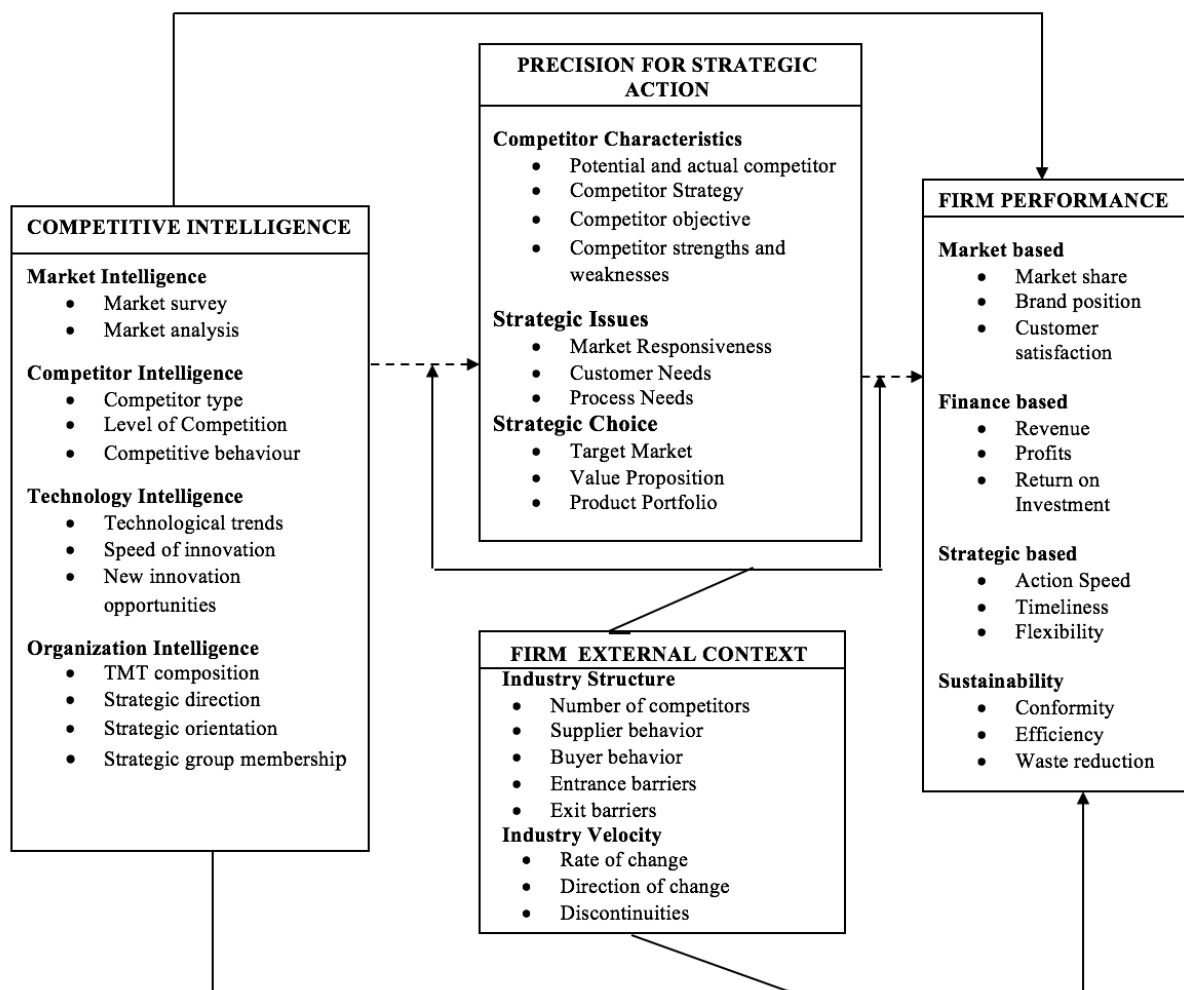 PRECISION FOR STRATEGIC
ACTION
Competitor Characteristics
• Potential and actual competitor
• Competitor Strategy
• Competitor objective
• Competitor strengths and
weaknesses
Strategic Issues
• Market Responsiveness
• Customer Needs
• Process Needs
Strategic Choice
• Target Market
• Value Proposition
• Product Portfolio
COMPETITIVE INTELLIGENCE
Market Intelligence
• Market survey
• Market analysis
Competitor Intelligence
• Competitor type
• Level of Competition
• Competitive behaviour
Technology Intelligence
• Technological trends
• Speed of innovation
• New innovation
opportunities
Organization Intelligence
• TMT composition
• Strategic direction
• Strategic orientation
• Strategic group membership
FIRM EXTERNAL CONTEXT
Industry Structure
• Number of competitors
• Supplier behavior
• Buyer behavior
• Entrance barriers
• Exit barriers
Industry Velocity
• Rate of change
• Direction of change
• Discontinuities
FIRM PERFORMANCE
Market based
• Market share
• Brand position
• Customer
satisfaction
Finance based
• Revenue
• Profits
• Return on
Investment
Strategic based
• Action Speed
• Timeliness
• Flexibility
Sustainability
• Conformity
• Efficiency
• Waste reduction